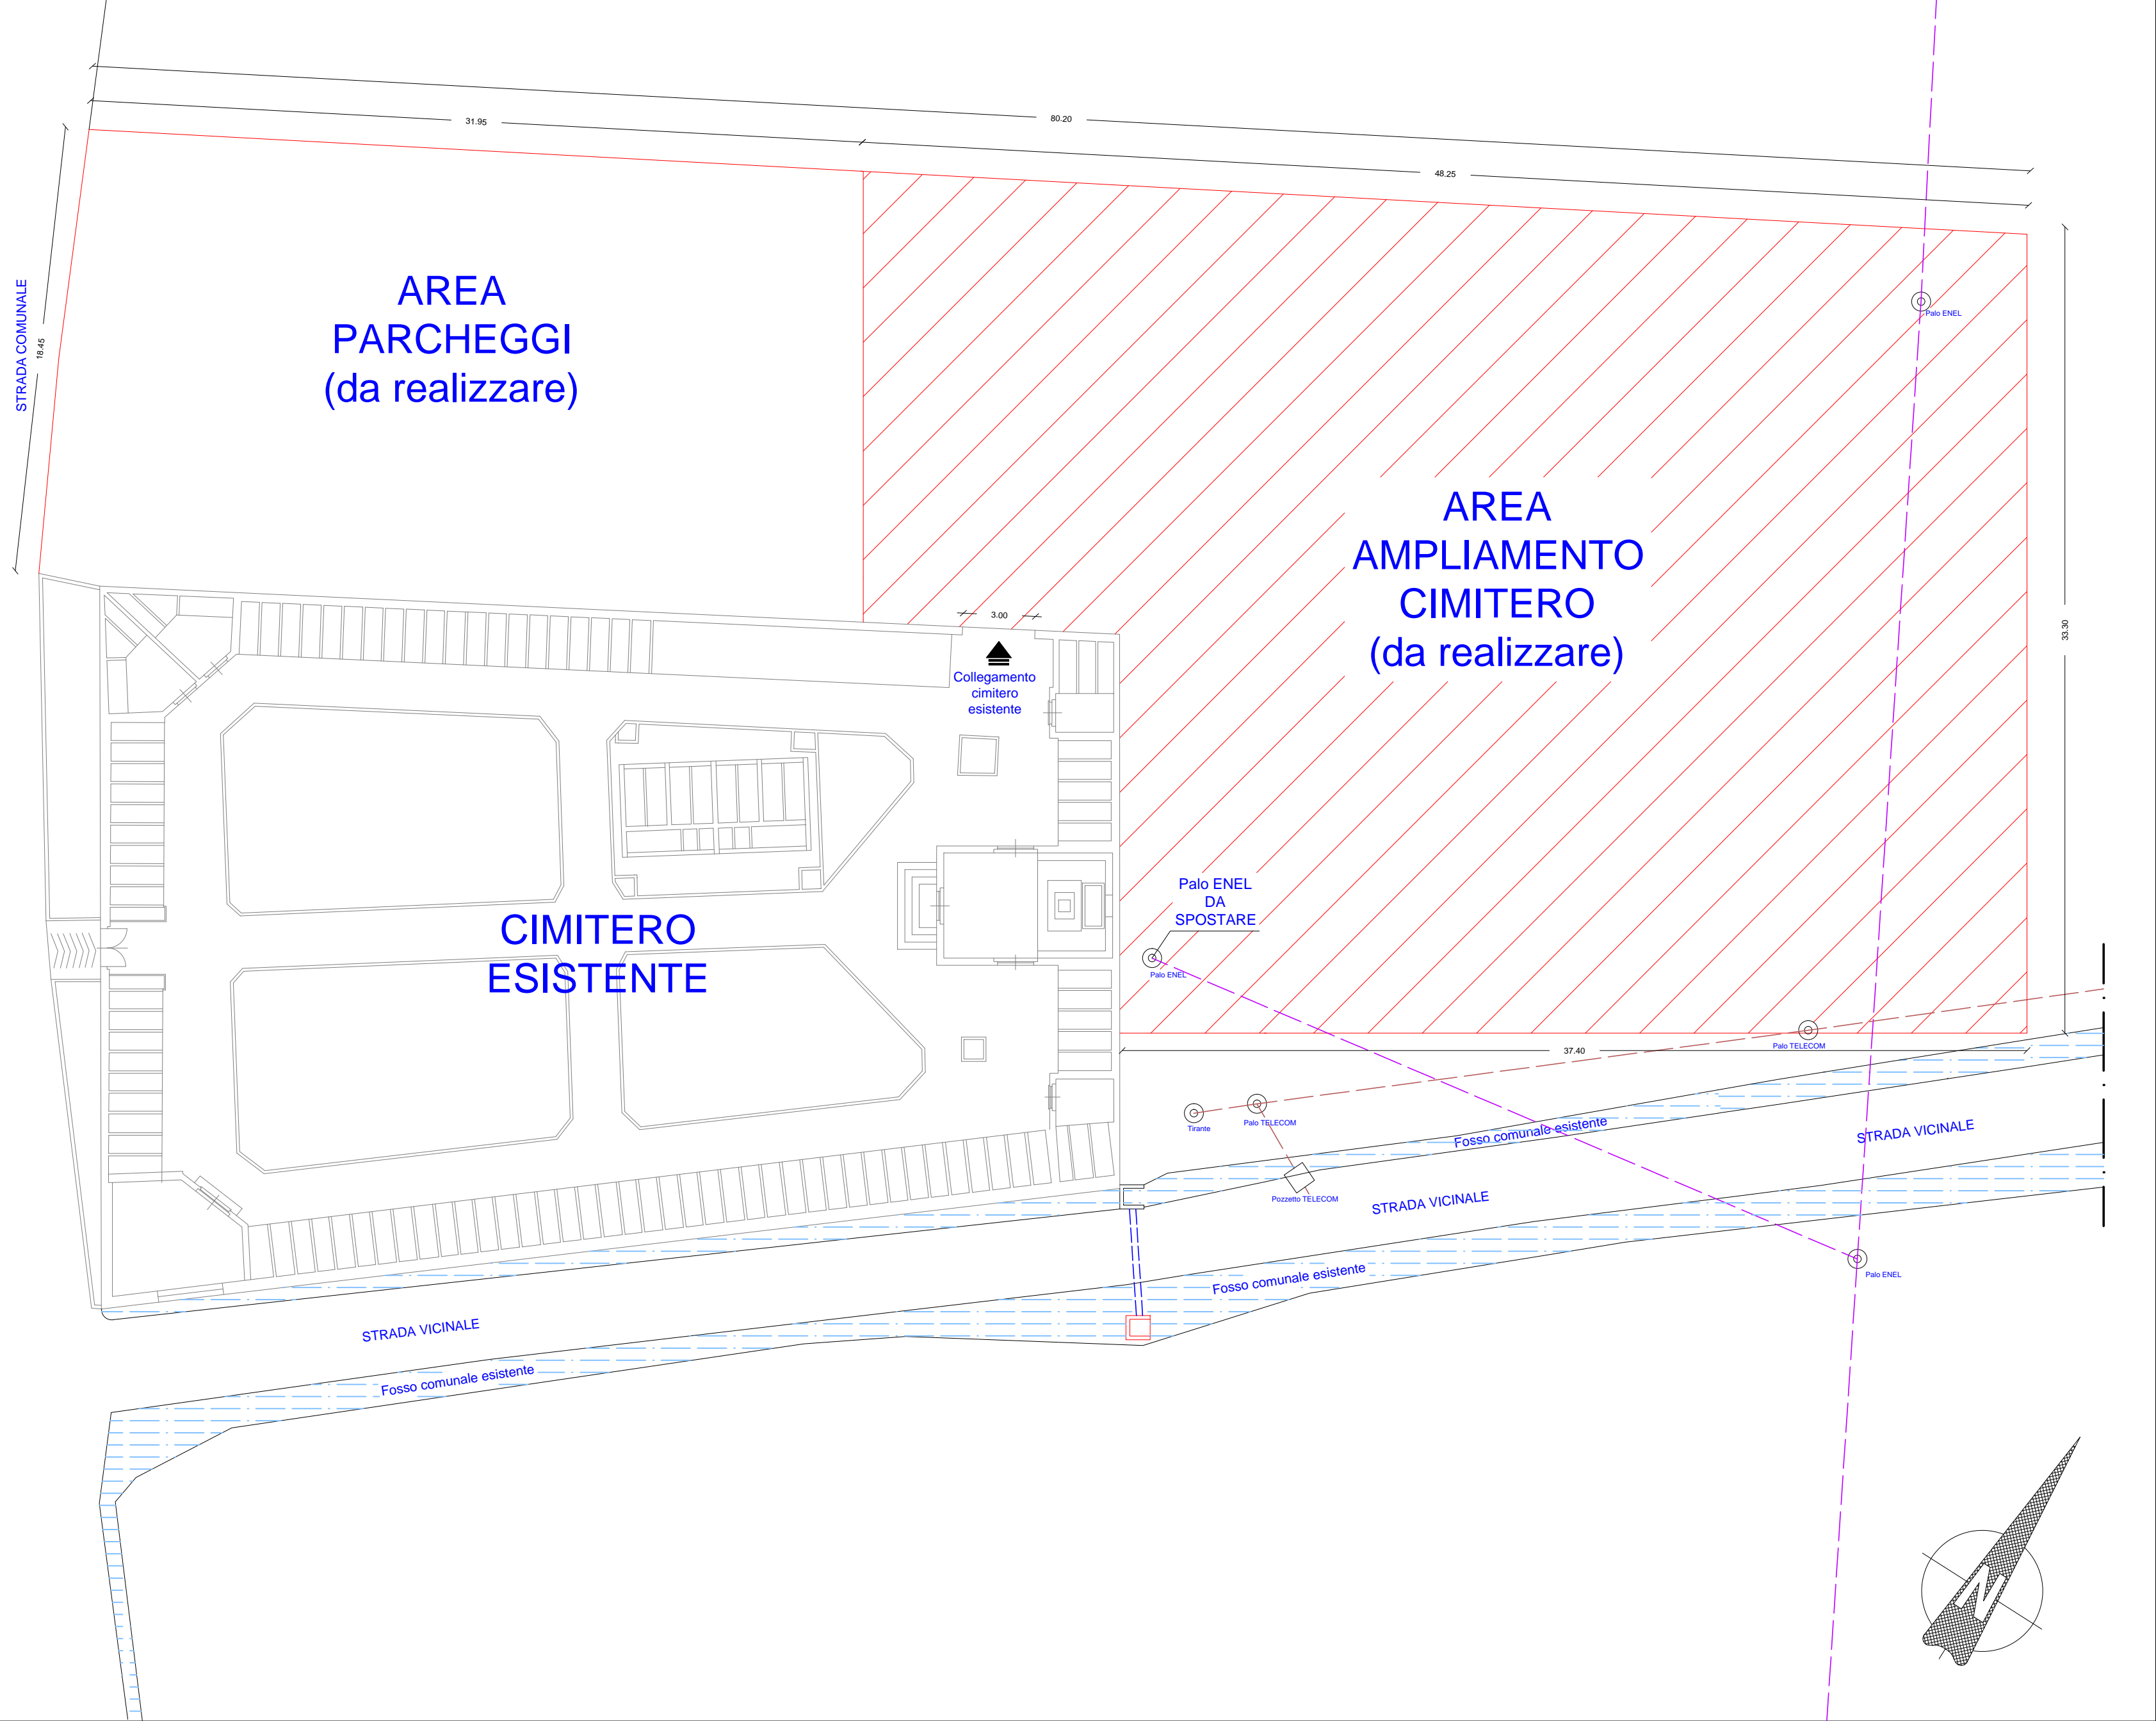 80.20
31.95
48.25
STRADA COMUNALE
18.45
AREA
PARCHEGGI
(da realizzare)
Palo ENEL
AREA
AMPLIAMENTO
CIMITERO
(da realizzare)
33.30
3.00
Collegamento
cimitero
esistente
Palo ENEL
DA
SPOSTARE
Palo ENEL
CIMITERO
ESISTENTE
37.40
Palo TELECOM
Tirante
Palo TELECOM
Fosso comunale esistente
STRADA VICINALE
Pozzetto TELECOM
STRADA VICINALE
Palo ENEL
Fosso comunale esistente
STRADA VICINALE
Fosso comunale esistente
N